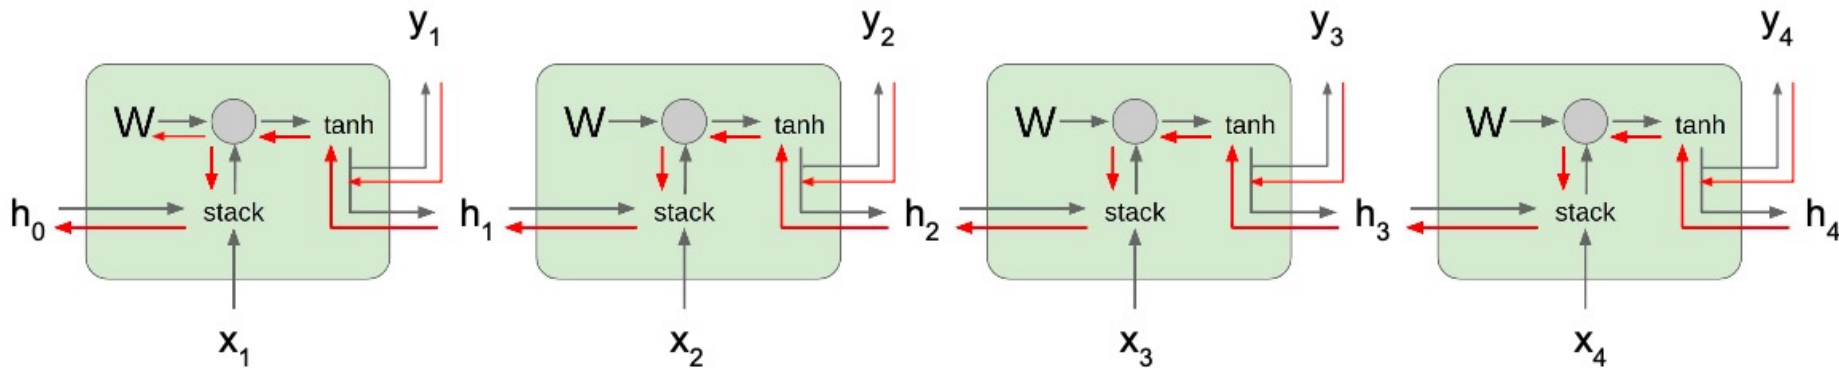 y₁ y₂ y₃ y₄
W tanh W tanh W tanh W tanh
h₀ stack h₁ stack h₂ stack h₃ stack h₄
x₁ x₂ x₃ x₄